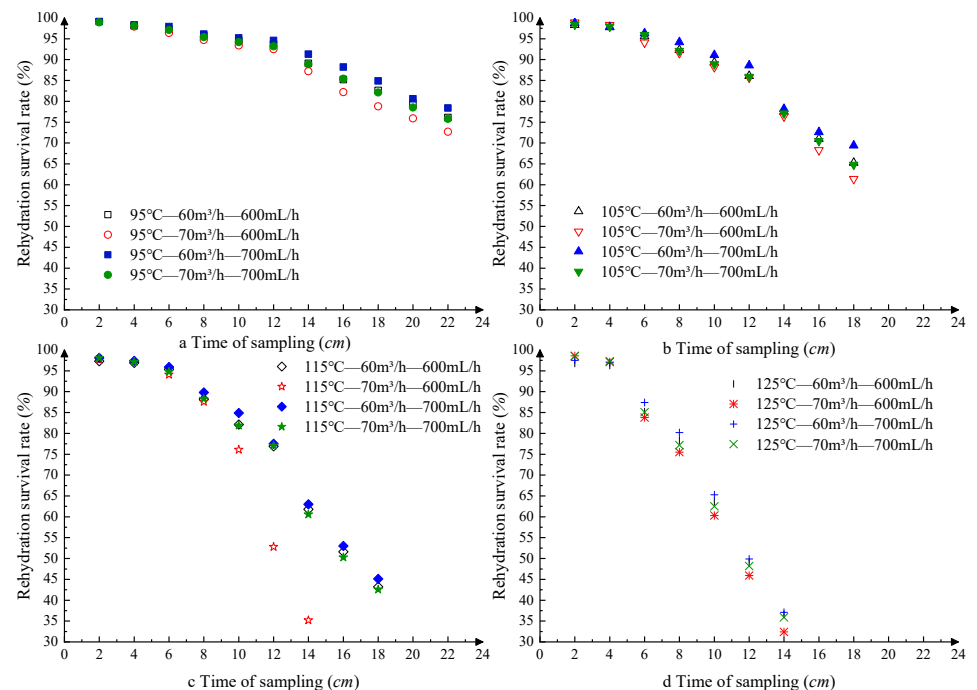 Rehydration survival rate (%)
100
95
90
85
80
75
70
65
60
55
50
45
40
35
30
95℃—60m³/h—600mL/h
95℃—70m³/h—600mL/h
95℃—60m³/h—700mL/h
95℃—70m³/h—700mL/h
0 2 4 6 8 10 12 14 16 18 20 22 24
a Time of sampling (cm)
Rehydration survival rate (%)
100
95
90
85
80
75
70
65
60
55
50
45
40
35
30
105℃—60m³/h—600mL/h
105℃—70m³/h—600mL/h
105℃—60m³/h—700mL/h
105℃—70m³/h—700mL/h
0 2 4 6 8 10 12 14 16 18 20 22 24
b Time of sampling (cm)
Rehydration survival rate (%)
100
95
90
85
80
75
70
65
60
55
50
45
40
35
30
115℃—60m³/h—600mL/h
115℃—70m³/h—600mL/h
115℃—60m³/h—700mL/h
115℃—70m³/h—700mL/h
0 2 4 6 8 10 12 14 16 18 20 22 24
c Time of sampling (cm)
Rehydration survival rate (%)
100
95
90
85
80
75
70
65
60
55
50
45
40
35
30
125℃—60m³/h—600mL/h
125℃—70m³/h—600mL/h
125℃—60m³/h—700mL/h
125℃—70m³/h—700mL/h
0 2 4 6 8 10 12 14 16 18 20 22 24
d Time of sampling (cm)